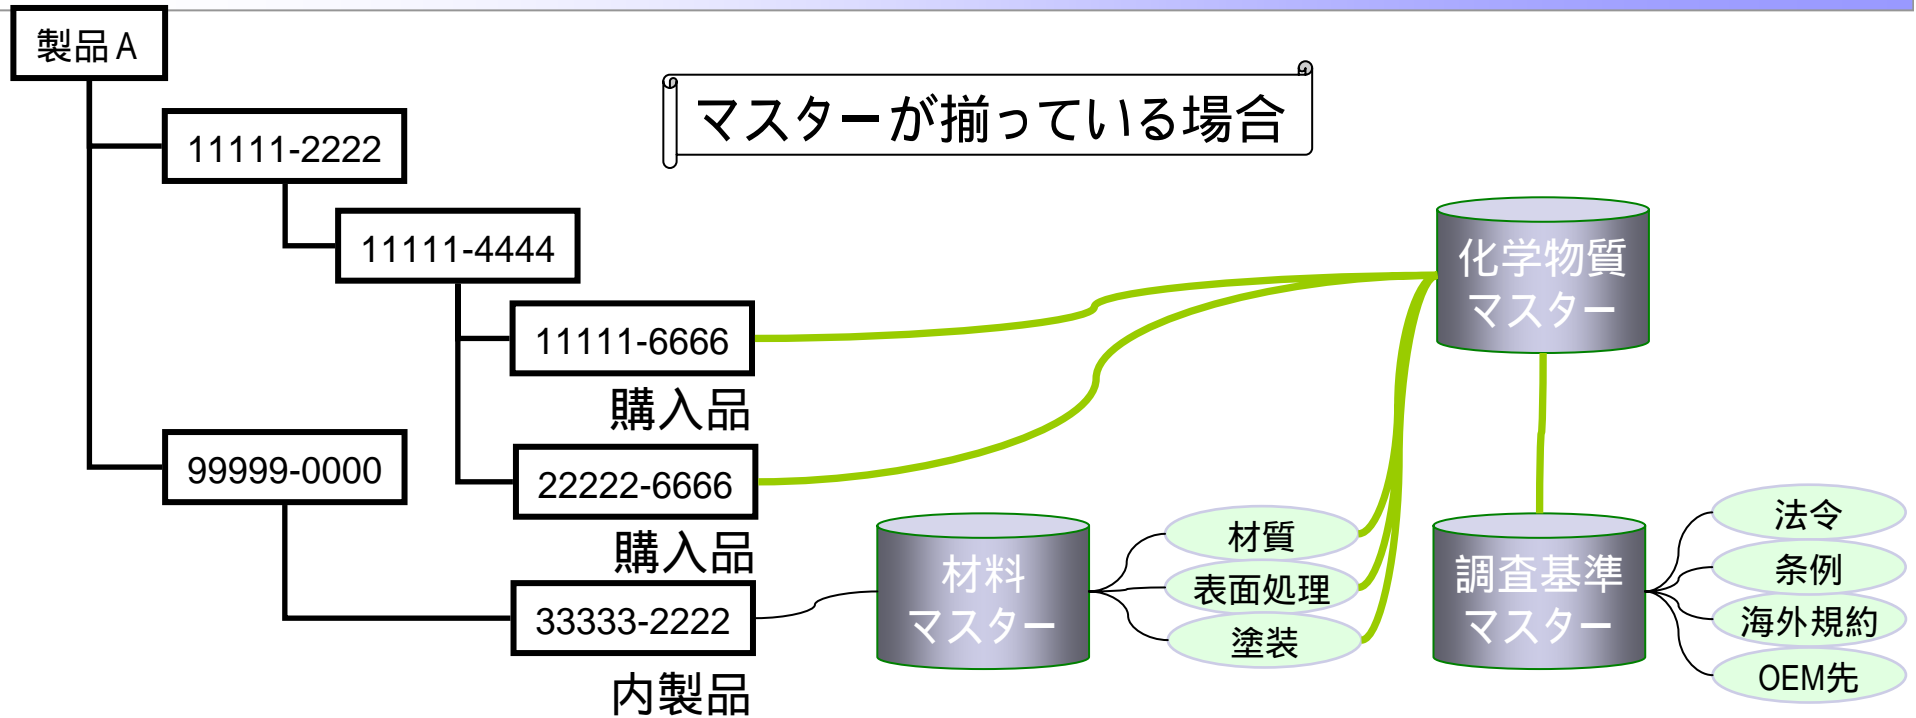 製品A
マスターが揃っている場合
11111-2222
11111-4444
11111-6666
購入品
22222-6666
購入品
99999-0000
33333-2222
内製品
材料
マスター
材質
表面処理
塗装
化学物質
マスター
調査基準
マスター
法令
条例
海外規約
OEM先